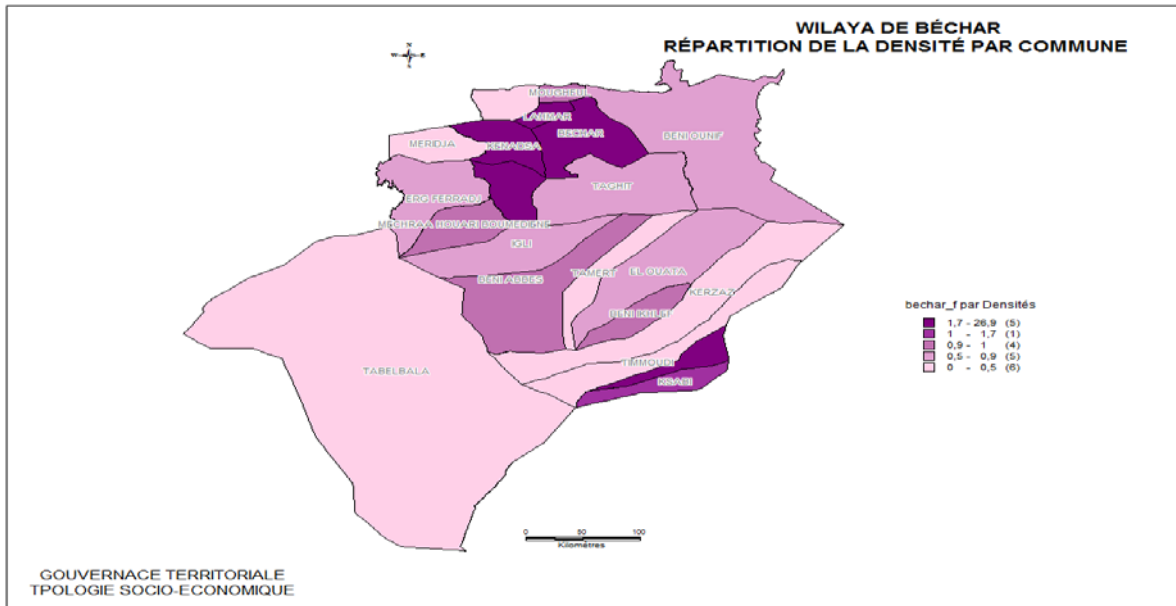 WILAYA DE BÉCHAR
RÉPARTITION DE LA DENSITÉ PAR COMMUNE
N
W E
S
MOUGHEUL
LAHMAR
BECHAR
BENI OUNIF
MERIDJA
KENADSA
TAGHIT
ERG FERRADJ
MECHRAA HOUARI BOUMEDIENE
IGLI
BENI ABBES
TAMERT
EL OUATA
KERZAZ
BENI IKHLEF
TIMMOUDI
KSABI
TABELBALA
bechar_f par Densités
1,7 - 26,9 (5)
1 - 1,7 (1)
0,9 - 1 (4)
0,5 - 0,9 (5)
0 - 0,5 (6)
0 50 100
Kilomètres
GOUVERNACE TERRITORIALE
TPOLOGIE SOCIO-ECONOMIQUE